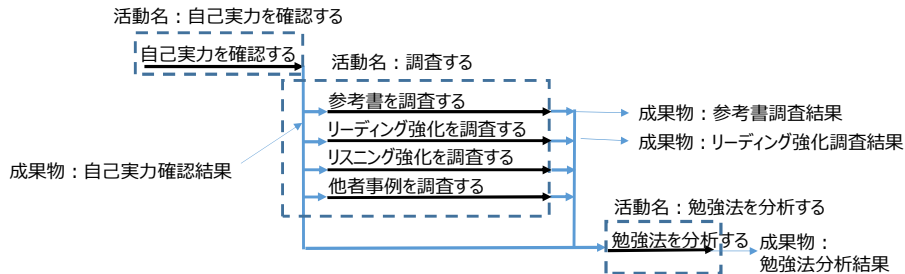 活動名：自己実力を確認する
自己実力を確認する
活動名：調査する
参考書を調査する
成果物：参考書調査結果
リーディング強化を調査する
成果物：リーディング強化調査結果
リスニング強化を調査する
成果物：自己実力確認結果
他者事例を調査する
活動名：勉強法を分析する
勉強法を分析する
成果物：
勉強法分析結果